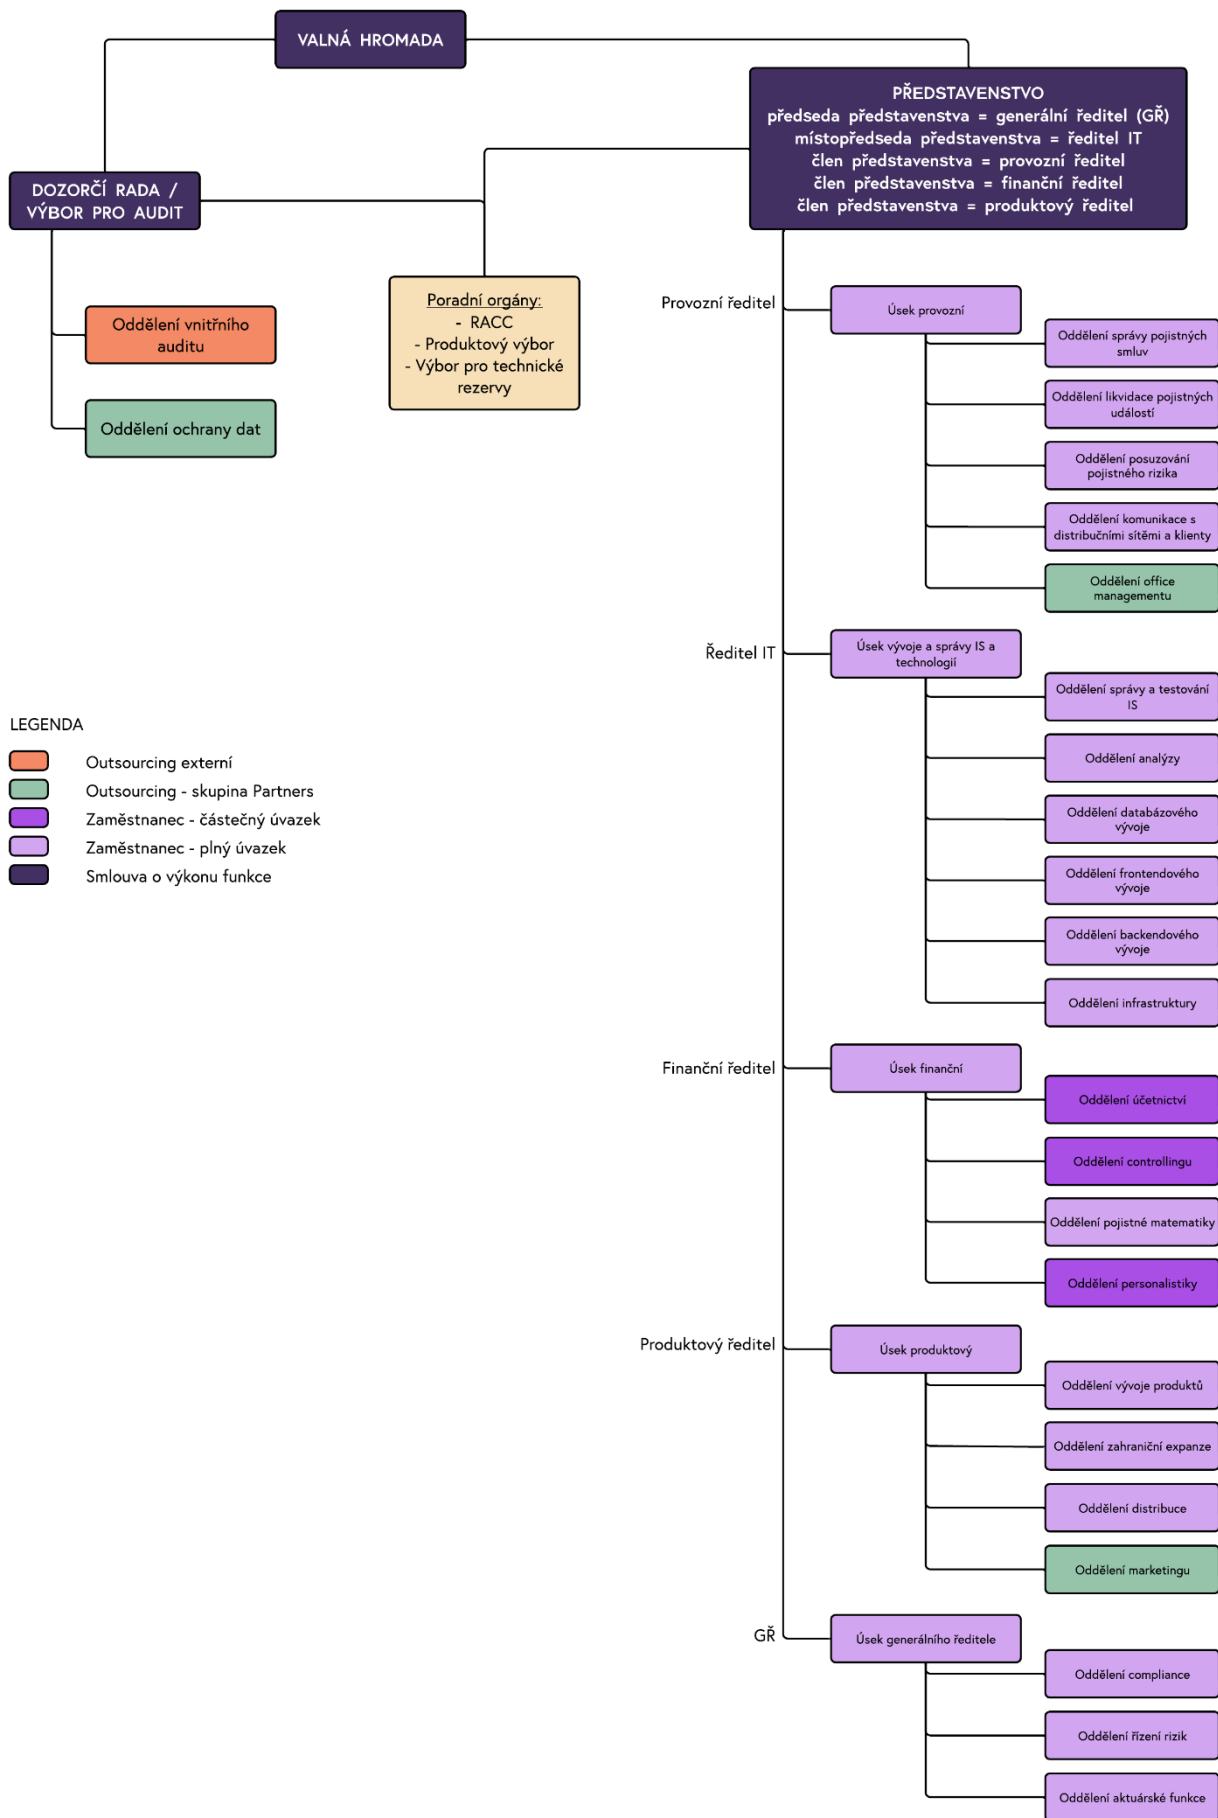 VALNÁ HROMADA
PŘEDSTAVENSTVO
předseda představenstva = generální ředitel (GŘ)
místopředseda představenstva = ředitel IT
člen představenstva = provozní ředitel
člen představenstva = finanční ředitel
člen představenstva = produktový ředitel
DOZORČÍ RADA /
VÝBOR PRO AUDIT
Oddělení vnitřního
auditu
Oddělení ochrany dat
Poradní orgány:
- RACC
- Produktový výbor
- Výbor pro technické
rezervy
Provozní ředitel
Úsek provozní
Oddělení správy pojistných
smluv
Oddělení likvidace pojistných
událostí
Oddělení posuzování
pojistného rizika
Oddělení komunikace s
distribučními sítěmi a klienty
Oddělení office
managementu
Ředitel IT
Úsek vývoje a správy IS a
technologií
Oddělení správy a testování
IS
Oddělení analýzy
Oddělení databázového
vývoje
Oddělení frontendového
vývoje
Oddělení backendového
vývoje
Oddělení infrastruktury
LEGENDA
Outsourcing externí
Outsourcing - skupina Partners
Zaměstnanec - částečný úvazek
Zaměstnanec - plný úvazek
Smlouva o výkonu funkce
Finanční ředitel
Úsek finanční
Oddělení účetnictví
Oddělení controllingu
Oddělení pojistné matematiky
Oddělení personalistiky
Produktový ředitel
Úsek produktový
Oddělení vývoje produktů
Oddělení zahraniční expanze
Oddělení distribuce
Oddělení marketingu
GŘ
Úsek generálního ředitele
Oddělení compliance
Oddělení řízení rizik
Oddělení aktuárské funkce